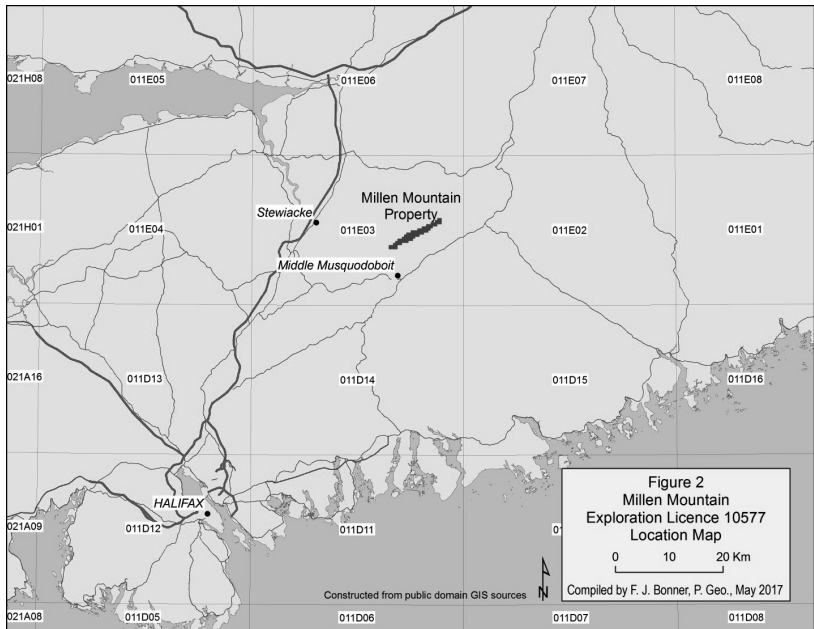 021H08
011E05
011E06
011E07
011E08
Millen Mountain
Property
Stewiacke
021H01
011E04
011E03
011E02
011E01
Middle Musquodoboit
021A16
011D13
011D14
011D15
011D16
HALIFAX
021A09
011D12
011D11
Figure 2
Millen Mountain
Exploration Licence 10577
Location Map
0 10 20 Km
Compiled by F. J. Bonner, P. Geo., May 2017
Constructed from public domain GIS sources
N
021A08
011D05
011D06
011D07
011D08